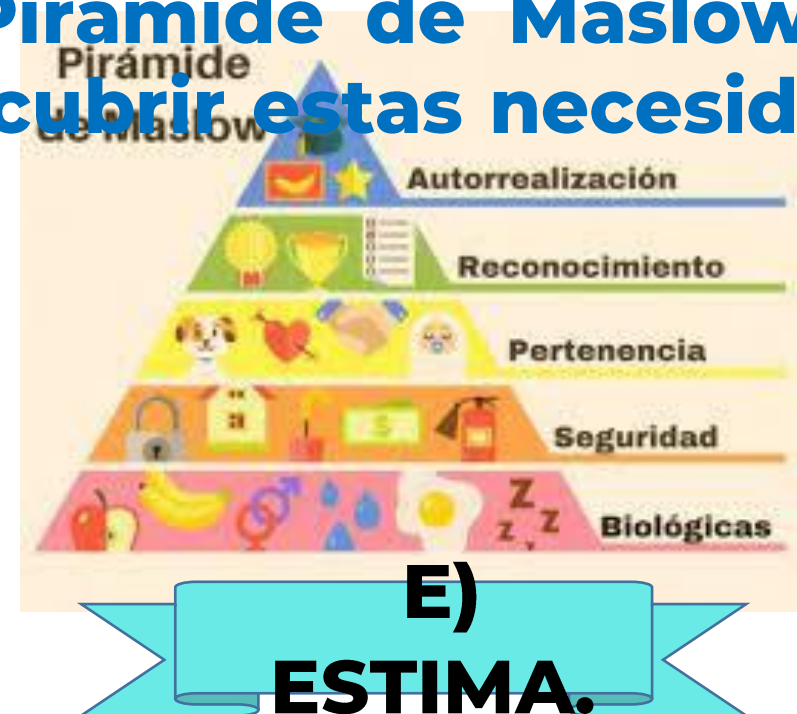 Pirámide de Maslow
Pirámide
cubrir estas necesid
de Maslow
Autorrealización
Reconocimiento
Pertenencia
Seguridad
$
Z
Z
Z
Biológicas
E)
ESTIMA.